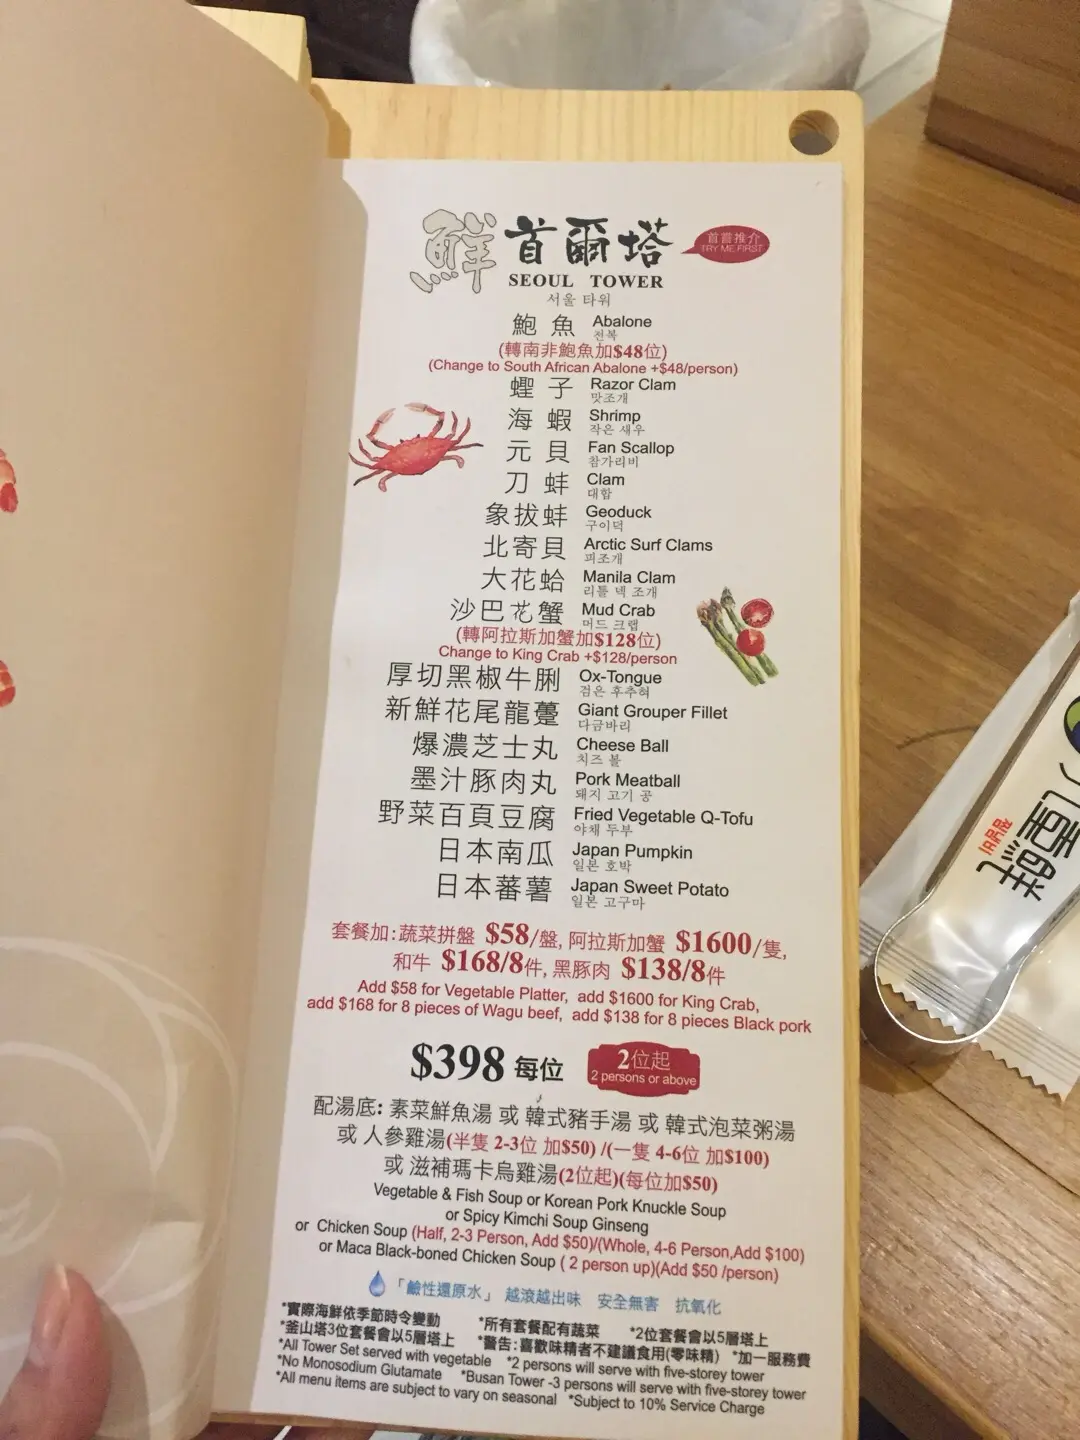 鮮 首爾塔 首嘗推介
TRY ME FIRST
SEOUL TOWER
서울 타워
鮑魚 Abalone
전복
(轉南非鮑魚加$48位)
(Change to South African Abalone +$48/person)
蟶子 Razor Clam
맛조개
海蝦 Shrimp
작은 새우
元貝 Fan Scallop
참가리비
刀蚌 Clam
대합
象拔蚌 Geoduck
구이덕
北寄貝 Arctic Surf Clams
피조개
大花蛤 Manila Clam
리틀 넥 조개
沙巴花蟹 Mud Crab
머드 크랩
(轉阿拉斯加蟹加$128位)
Change to King Crab +$128/person
厚切黑椒牛脷 Ox-Tongue
검은 후추혀
新鮮花尾龍躉 Giant Grouper Fillet
다금바리
爆濃芝士丸 Cheese Ball
치즈 볼
墨汁豚肉丸 Pork Meatball
돼지 고기 공
野菜百頁豆腐 Fried Vegetable Q-Tofu
야채 두부
日本南瓜 Japan Pumpkin
일본 호박
日本蕃薯 Japan Sweet Potato
일본 고구마
套餐加:蔬菜拼盤 $58/盤, 阿拉斯加蟹 $1600/隻,
和牛 $168/8件, 黑豚肉 $138/8件
Add $58 for Vegetable Platter, add $1600 for King Crab,
add $168 for 8 pieces of Wagu beef, add $138 for 8 pieces Black pork
$398 每位 2位起
2 persons or above
配湯底: 素菜鮮魚湯 或 韓式豬手湯 或 韓式泡菜粥湯
或 人參雞湯(半隻 2-3位 加$50) /(一隻 4-6位 加$100)
或 滋補瑪卡烏雞湯(2位起)(每位加$50)
Vegetable & Fish Soup or Korean Pork Knuckle Soup
or Spicy Kimchi Soup Ginseng
or Chicken Soup (Half, 2-3 Person, Add $50)/(Whole, 4-6 Person,Add $100)
or Maca Black-boned Chicken Soup ( 2 person up)(Add $50 /person)
「鹼性還原水」 越滾越出味 安全無害 抗氧化
*實際海鮮依季節時令變動 *所有套餐配有蔬菜 *2位套餐會以5層塔上
*釜山塔3位套餐會以5層塔上 *警告:喜歡味精者不建議食用(零味精) *加一服務費
*All Tower Set served with vegetable *2 persons will serve with five-storey tower
*No Monosodium Glutamate *Busan Tower -3 persons will serve with five-storey tower
*All menu items are subject to vary on seasonal *Subject to 10% Service Charge